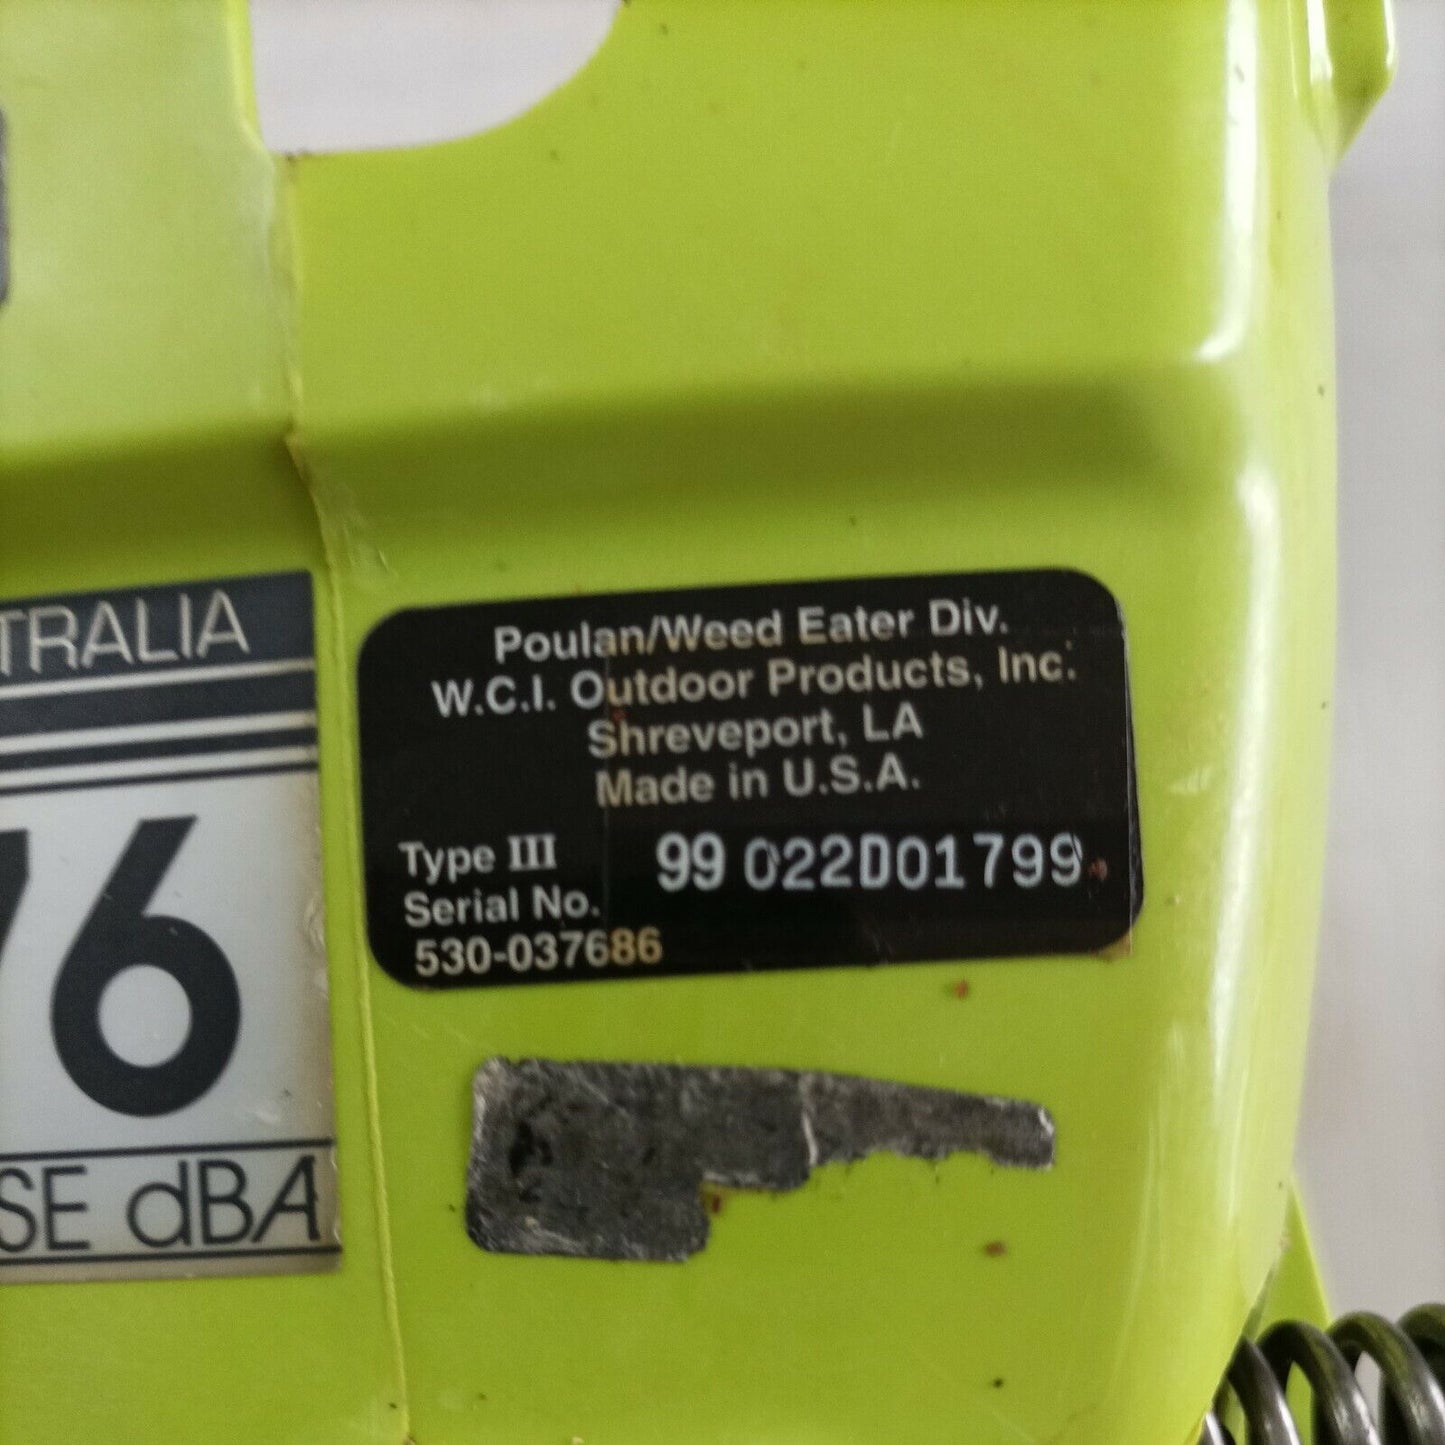 TRALIA
76
SE dBA
Poulan/Weed Eater Div.
W.C.I. Outdoor Products, Inc.
Shreveport, LA
Made in U.S.A.
Type III 99 022D01799
Serial No.
530-037686